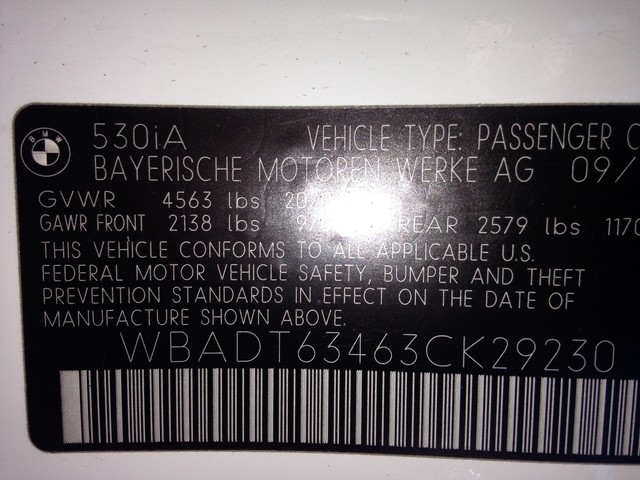 BMW
530iA VEHICLE TYPE: PASSENGER C
BAYERISCHE MOTOREN WERKE AG 09/
GVWR 4563 lbs
GAWR FRONT 2138 lbs REAR 2579 lbs 1170
THIS VEHICLE CONFORMS TO ALL APPLICABLE U.S.
FEDERAL MOTOR VEHICLE SAFETY, BUMPER AND THEFT
PREVENTION STANDARDS IN EFFECT ON THE DATE OF
MANUFACTURE SHOWN ABOVE.
WBADT63463CK29230